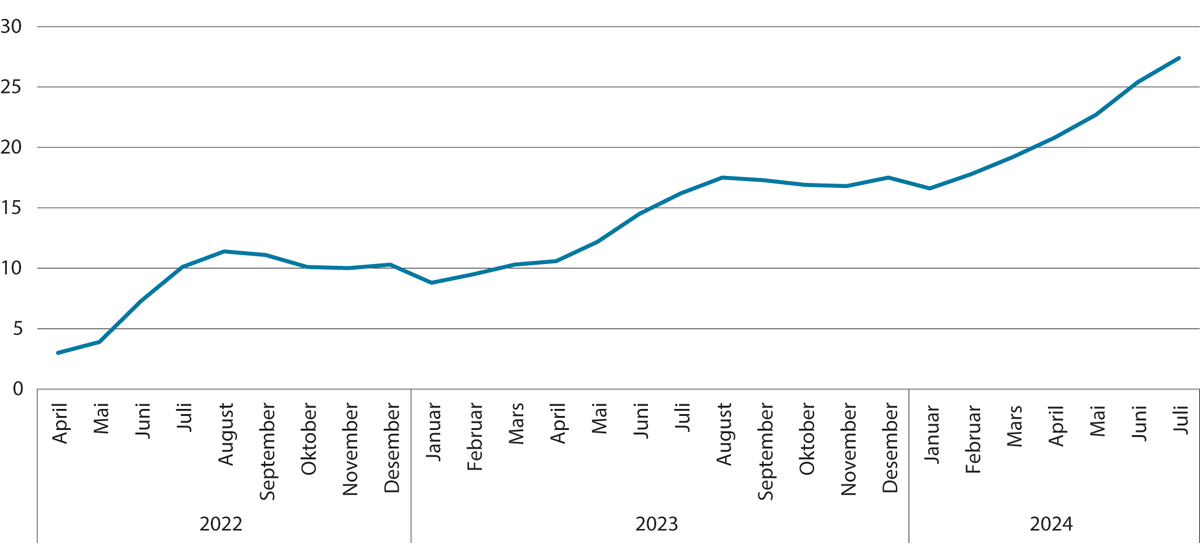 30
25
20
15
10
5
0
April
Mai
Juni
Juli
August
September
Oktober
November
Desember
Januar
Februar
Mars
April
Mai
Juni
Juli
August
September
Oktober
November
Desember
Januar
Februar
Mars
April
Mai
Juni
Juli
2022
2023
2024